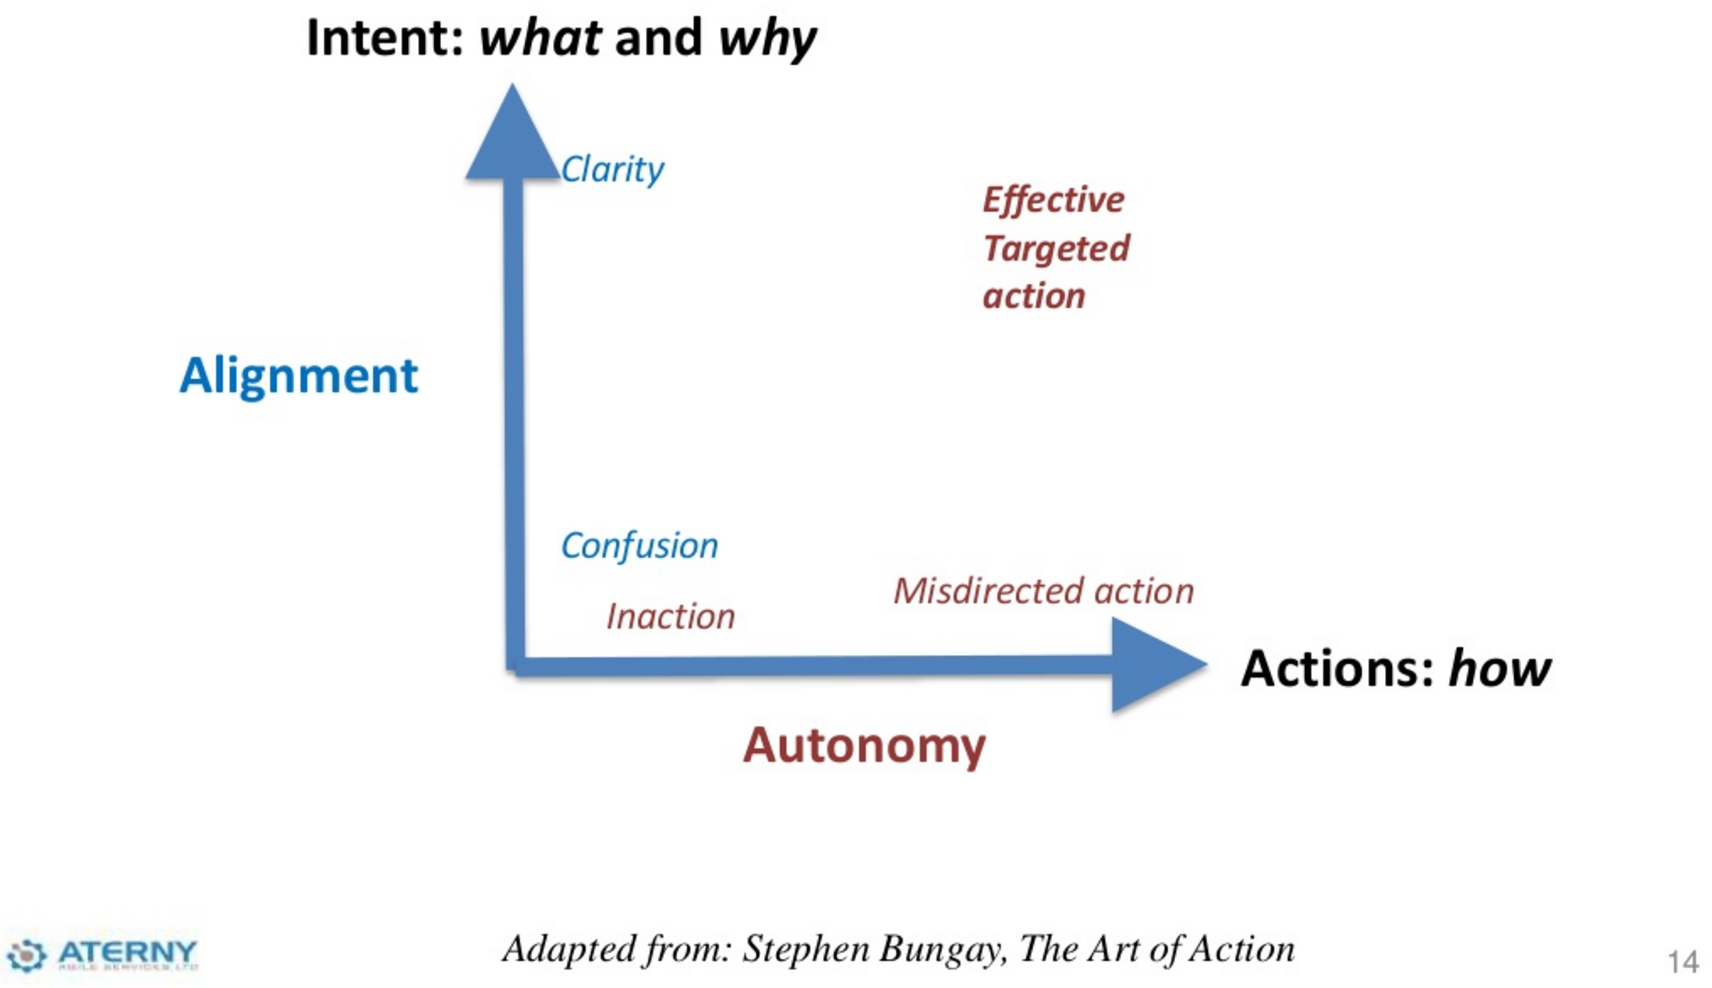 Intent: what and why
Clarity
Effective
Targeted
action
Alignment
Confusion
Misdirected action
Inaction
Actions: how
Autonomy
ATERNY
AGILE SERVICES LTD
Adapted from: Stephen Bungay, The Art of Action
14